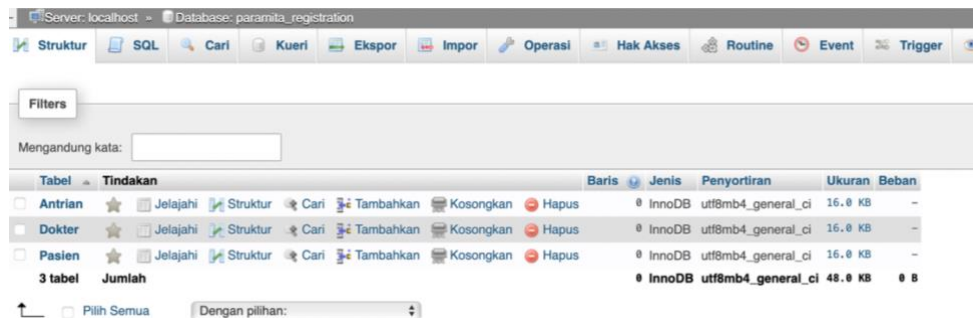 Server: localhost » Database: paramita_registration
Struktur SQL Cari Kueri Ekspor Impor Operasi Hak Akses Routine Event Trigger
Filters
Mengandung kata:
Tabel Tindakan Baris Jenis Penyortiran Ukuran Beban
Antrian Jelajahi Struktur Cari Tambahkan Kosongkan Hapus 0 InnoDB utf8mb4_general_ci 16.0 KB -
Dokter Jelajahi Struktur Cari Tambahkan Kosongkan Hapus 0 InnoDB utf8mb4_general_ci 16.0 KB -
Pasien Jelajahi Struktur Cari Tambahkan Kosongkan Hapus 0 InnoDB utf8mb4_general_ci 16.0 KB -
3 tabel Jumlah 0 InnoDB utf8mb4_general_ci 48.0 KB 0 B
Pilih Semua Dengan pilihan: